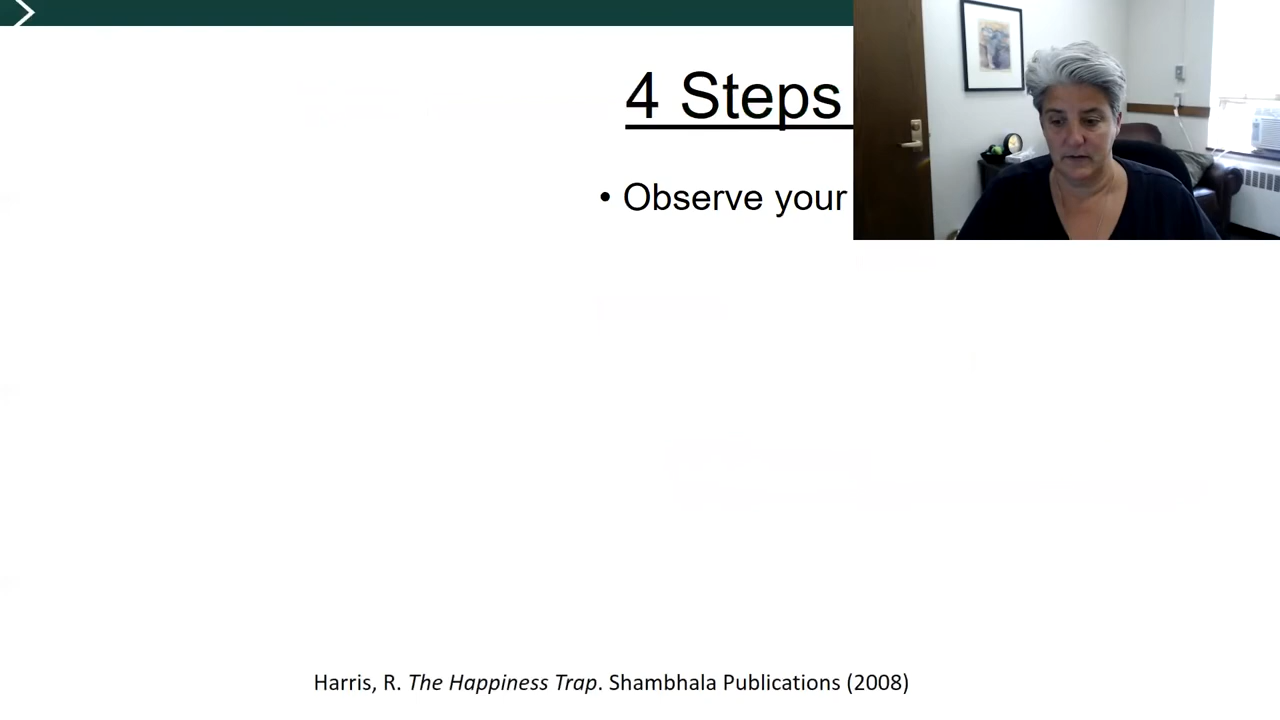 4 Steps
• Observe your
Harris, R. The Happiness Trap. Shambhala Publications (2008)